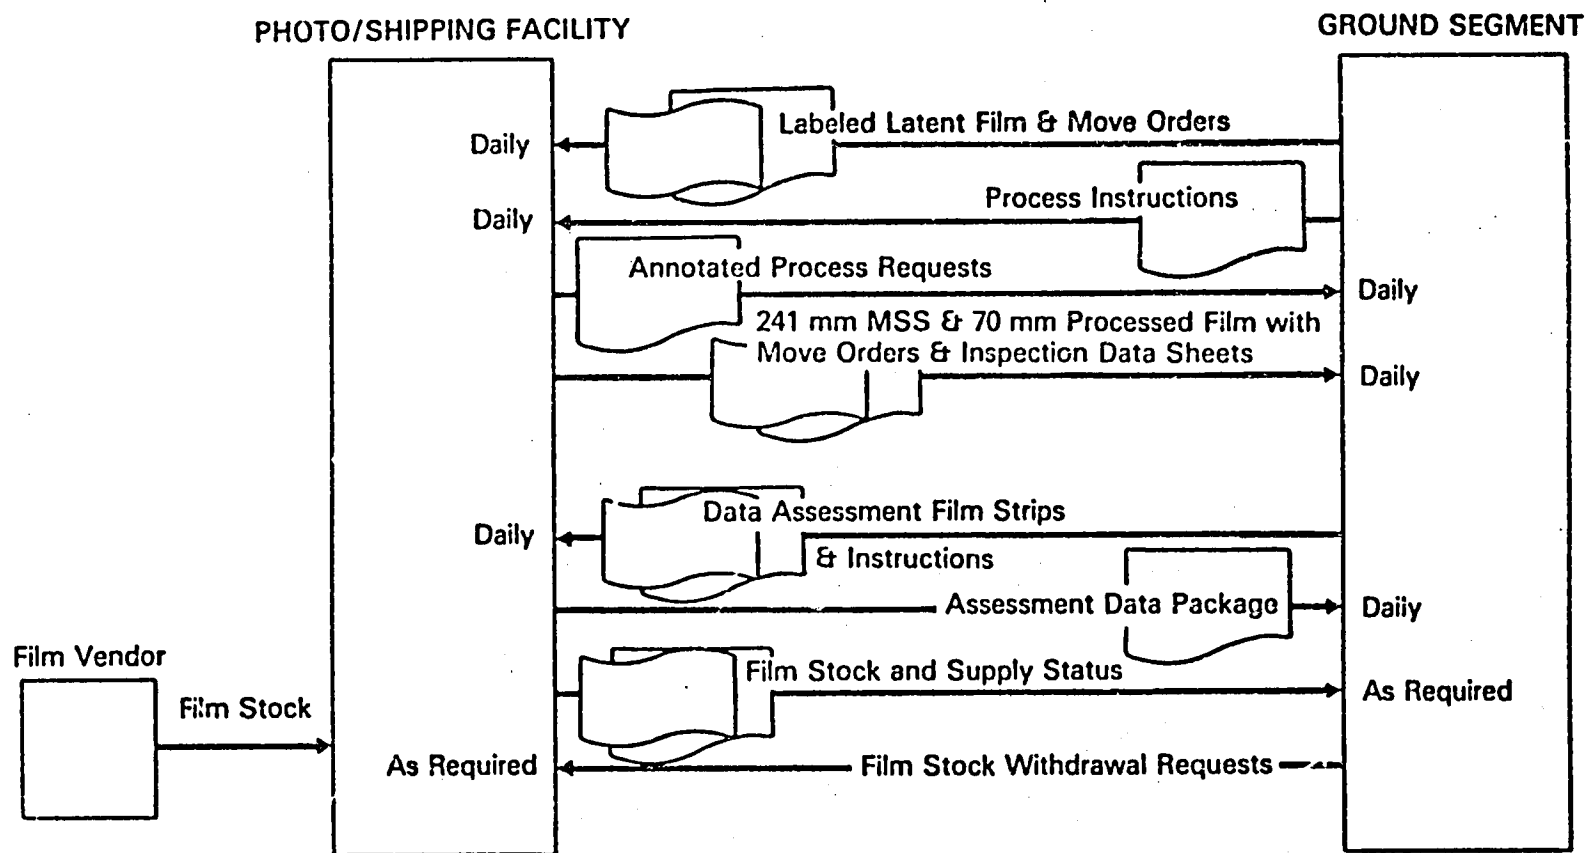 PHOTO/SHIPPING FACILITY
GROUND SEGMENT
Labeled Latent Film & Move Orders
Daily
Process Instructions
Daily
Annotated Process Requests
Daily
241 mm MSS & 70 mm Processed Film with
Move Orders & Inspection Data Sheets
Daily
Data Assessment Film Strips
Daily
& Instructions
Assessment Data Package
Daily
Film Vendor
Film Stock and Supply Status
As Required
Film Stock
As Required
Film Stock Withdrawal Requests